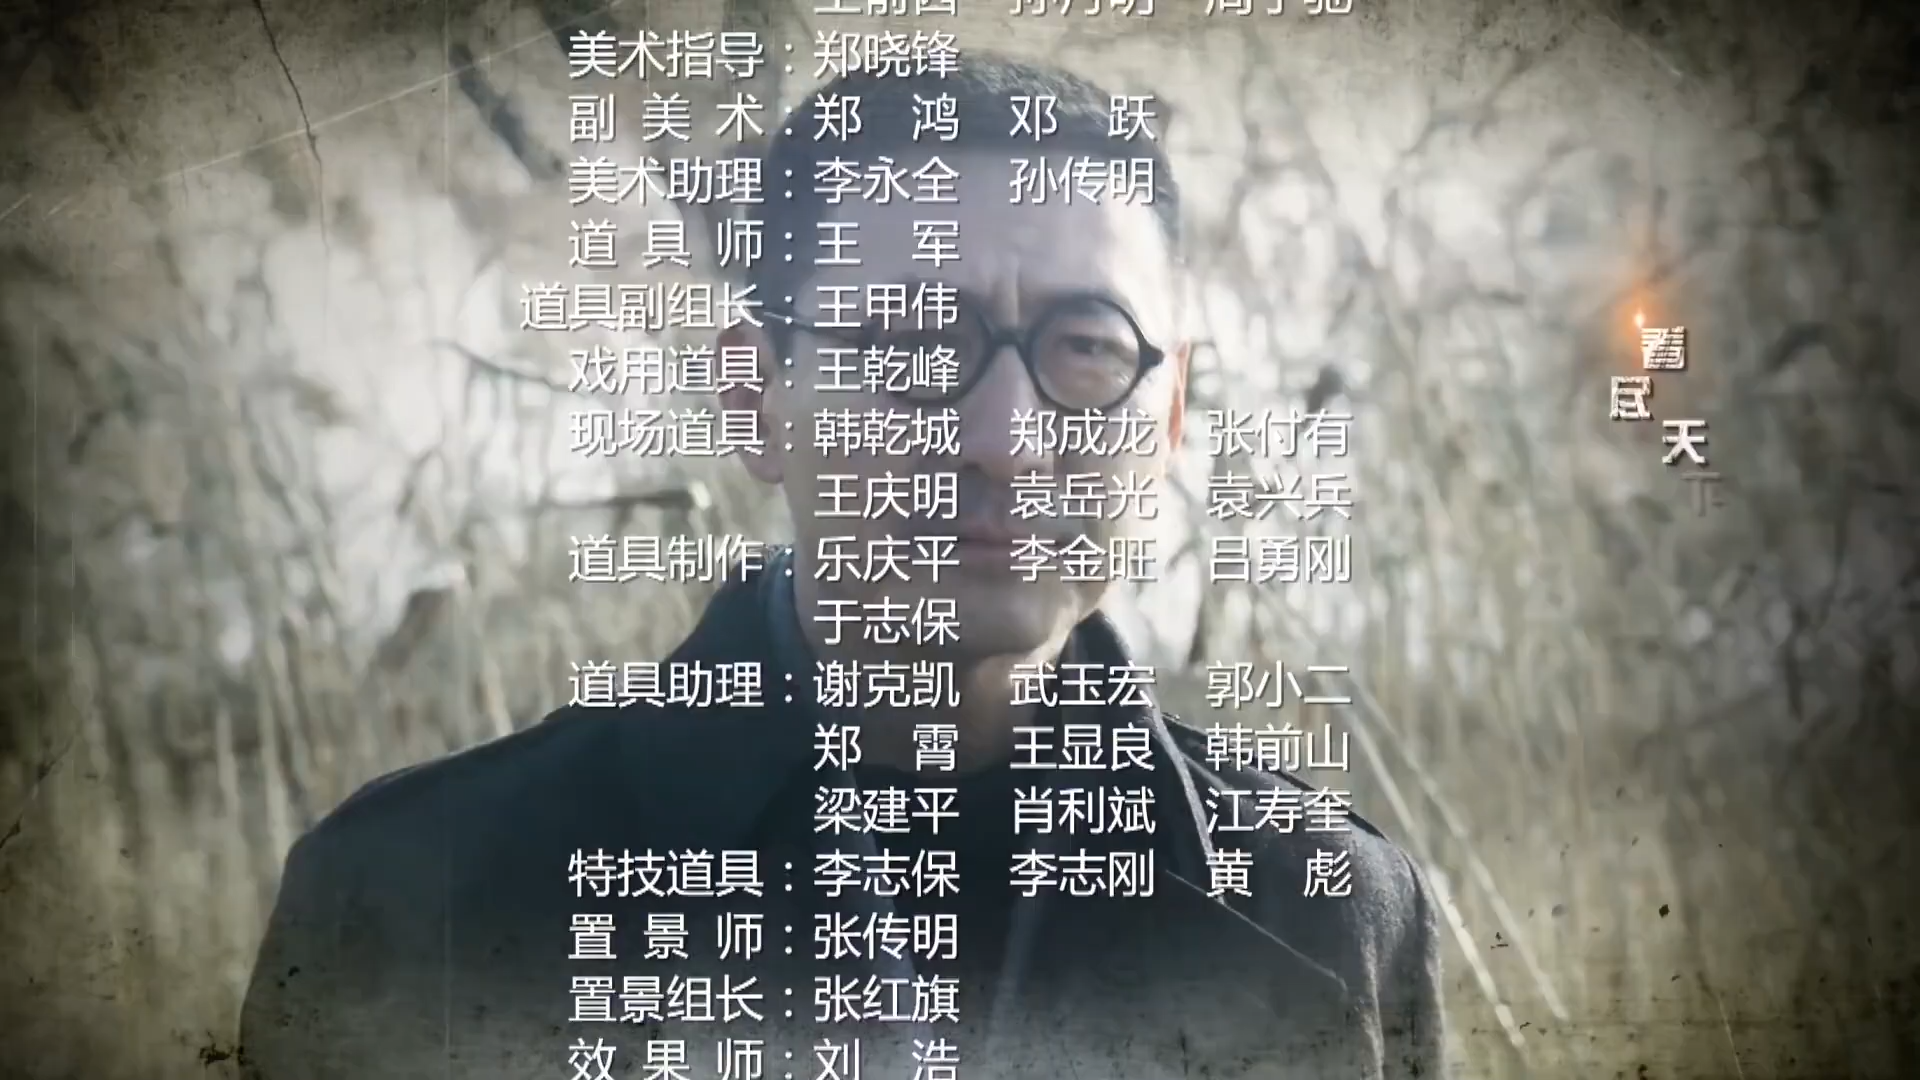 美术指导：郑晓锋
副美术：郑 鸿 邓 跃
美术助理：李永全 孙传明
道具师：王 军
道具副组长：王甲伟
戏用道具：王乾峰
现场道具：韩乾城 郑成龙 张付有
王庆明 袁岳光 袁兴兵
道具制作：乐庆平 李金旺 吕勇刚
于志保
道具助理：谢克凯 武玉宏 郭小二
郑 霄 王显良 韩前山
梁建平 肖利斌 江寿奎
特技道具：李志保 李志刚 黄 彪
置景师：张传明
置景组长：张红旗
效果师：刘 浩
看
尽
天
下